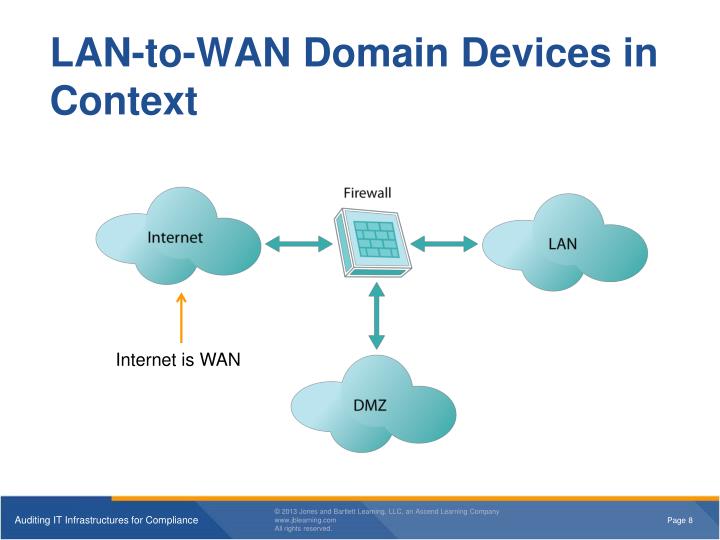 LAN-to-WAN Domain Devices in
Context
Firewall
Internet
LAN
Internet is WAN
DMZ
Auditing IT Infrastructures for Compliance
© 2013 Jones and Bartlett Learning, LLC, an Ascend Learning Company
www.jblearning.com
All rights reserved.
Page 8